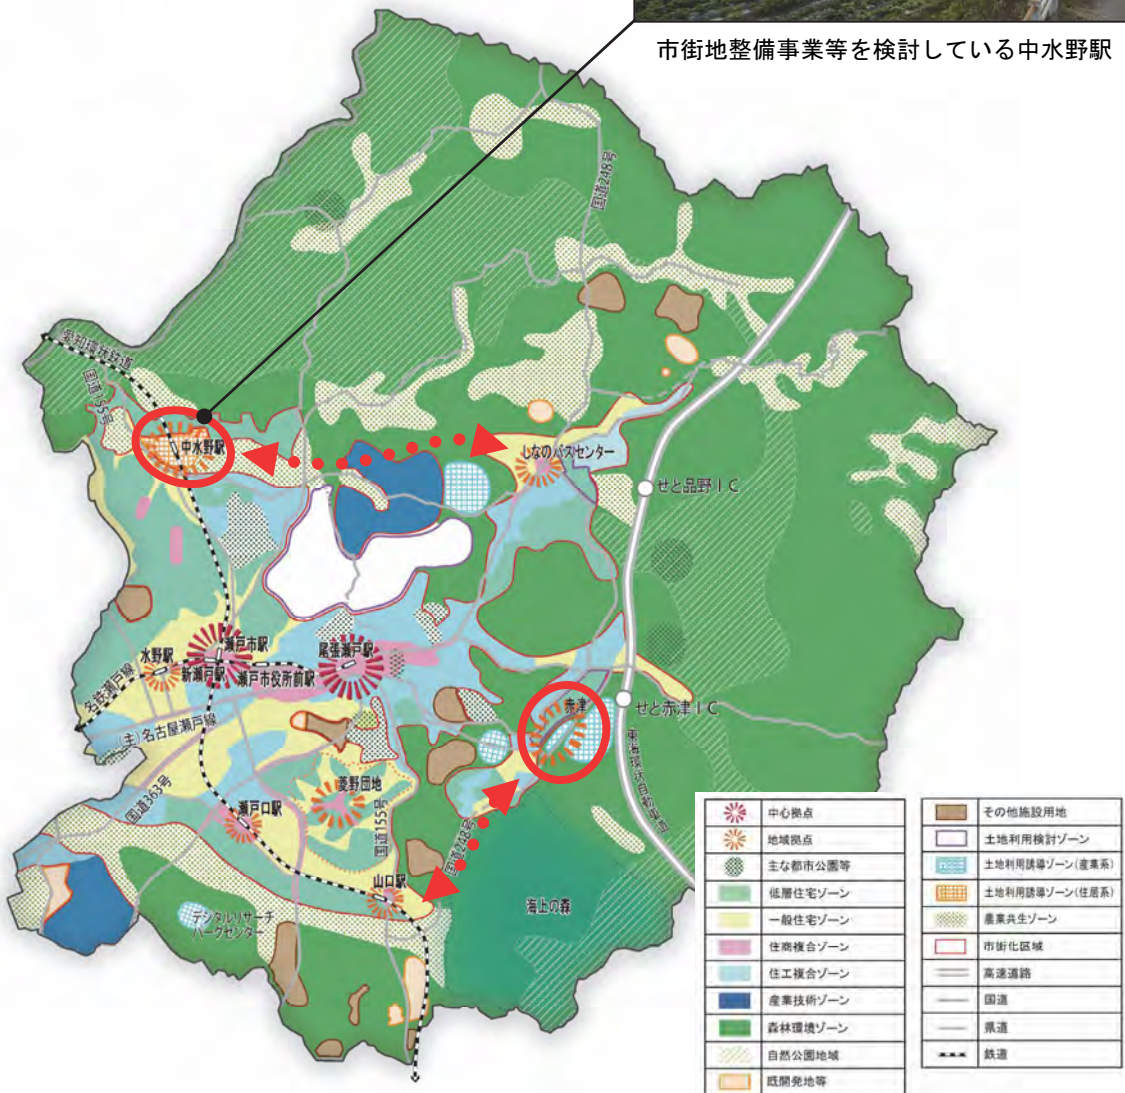 市街地整備事業等を検討している中水野駅
国道248号
愛知環状鉄道
国道155号
中水野駅
しなのバスセンター
せと品野IC
瀬戸市駅
水野駅
新瀬戸駅
尾張瀬戸駅
瀬戸市役所前駅
名鉄瀬戸線
(主)名古屋瀬戸線
赤津
せと赤津IC
東海環状自動車道
国道363号
瀬戸口駅
菱野団地
国道155号
国道248号
山口駅
海上の森
デジタルリサーチ
パークセンター
中心拠点
地域拠点
主な都市公園等
低層住宅ゾーン
一般住宅ゾーン
住商複合ゾーン
住工複合ゾーン
産業技術ゾーン
森林環境ゾーン
自然公園地域
既開発地等
その他施設用地
土地利用検討ゾーン
土地利用誘導ゾーン(産業系)
土地利用誘導ゾーン(住居系)
農業共生ゾーン
市街化区域
高速道路
国道
県道
鉄道